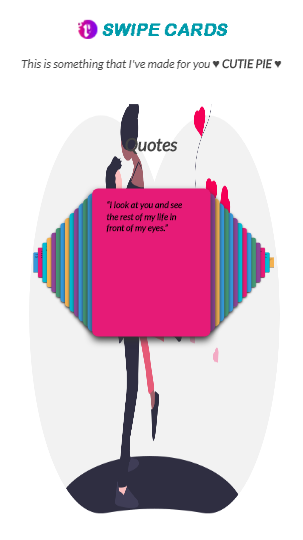 SWIPE CARDS
This is something that I've made for you ♥ CUTIE PIE ♥
Quotes
"I look at you and see
the rest of my life in
front of my eyes."